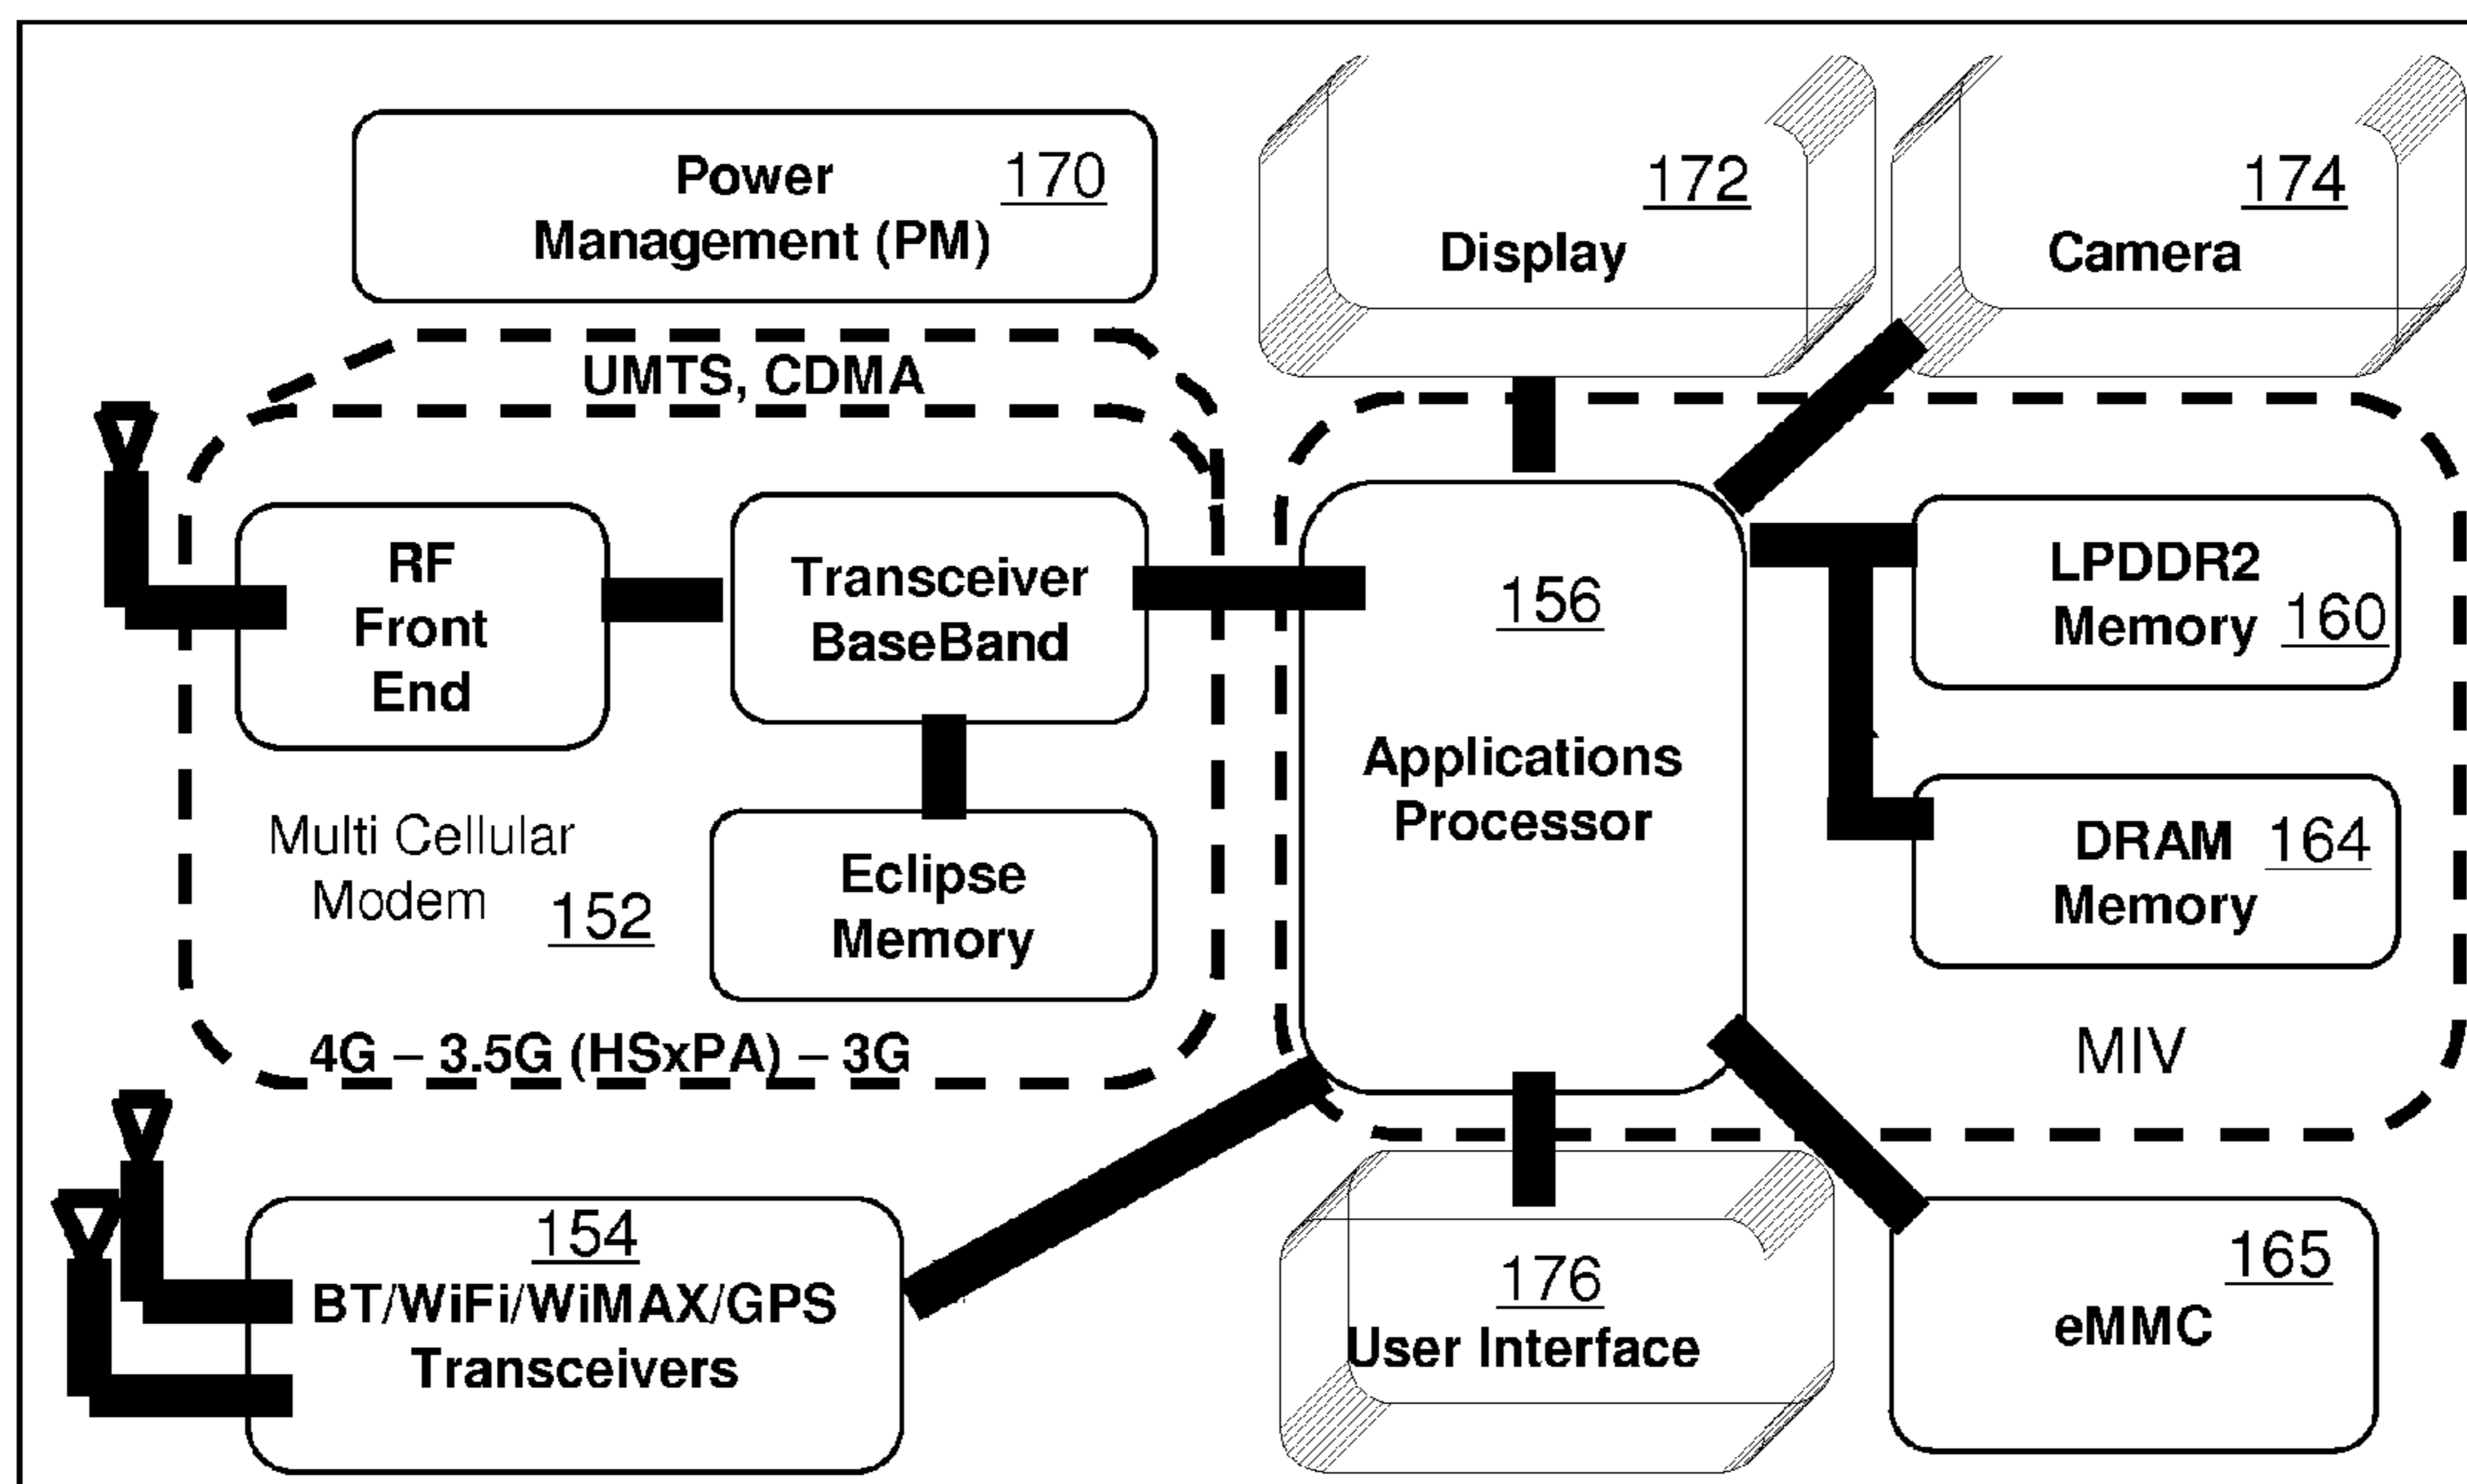 Power 170
Management (PM)
172
Display
174
Camera
UMTS, CDMA
RF
Front
End
Transceiver
BaseBand
Multi Cellular
Modem 152
Eclipse
Memory
4G – 3.5G (HSxPA) – 3G
156
Applications
Processor
LPDDR2
Memory 160
DRAM 164
Memory
MIV
154
BT/WiFi/WiMAX/GPS
Transceivers
176
User Interface
165
eMMC